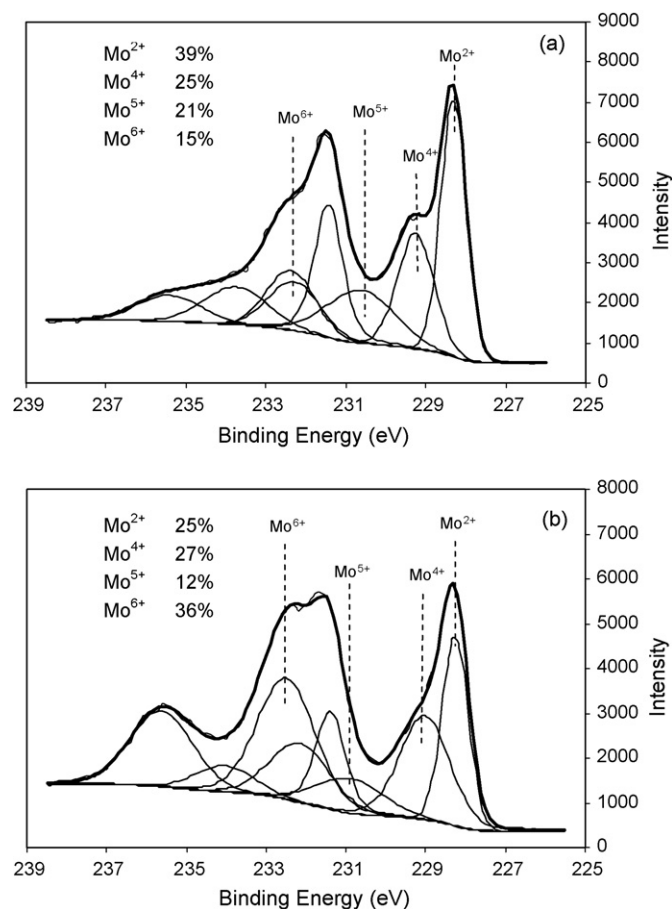 (a)
9000
8000
7000
6000
5000
4000
3000
2000
1000
0
Intensity
Mo²⁺ 39%
Mo⁴⁺ 25%
Mo⁵⁺ 21%
Mo⁶⁺ 15%
Mo⁶⁺
Mo⁵⁺
Mo⁴⁺
Mo²⁺
239 237 235 233 231 229 227 225
Binding Energy (eV)
(b)
8000
7000
6000
5000
4000
3000
2000
1000
0
Intensity
Mo²⁺ 25%
Mo⁴⁺ 27%
Mo⁵⁺ 12%
Mo⁶⁺ 36%
Mo⁶⁺
Mo⁵⁺
Mo⁴⁺
Mo²⁺
239 237 235 233 231 229 227 225
Binding Energy (eV)